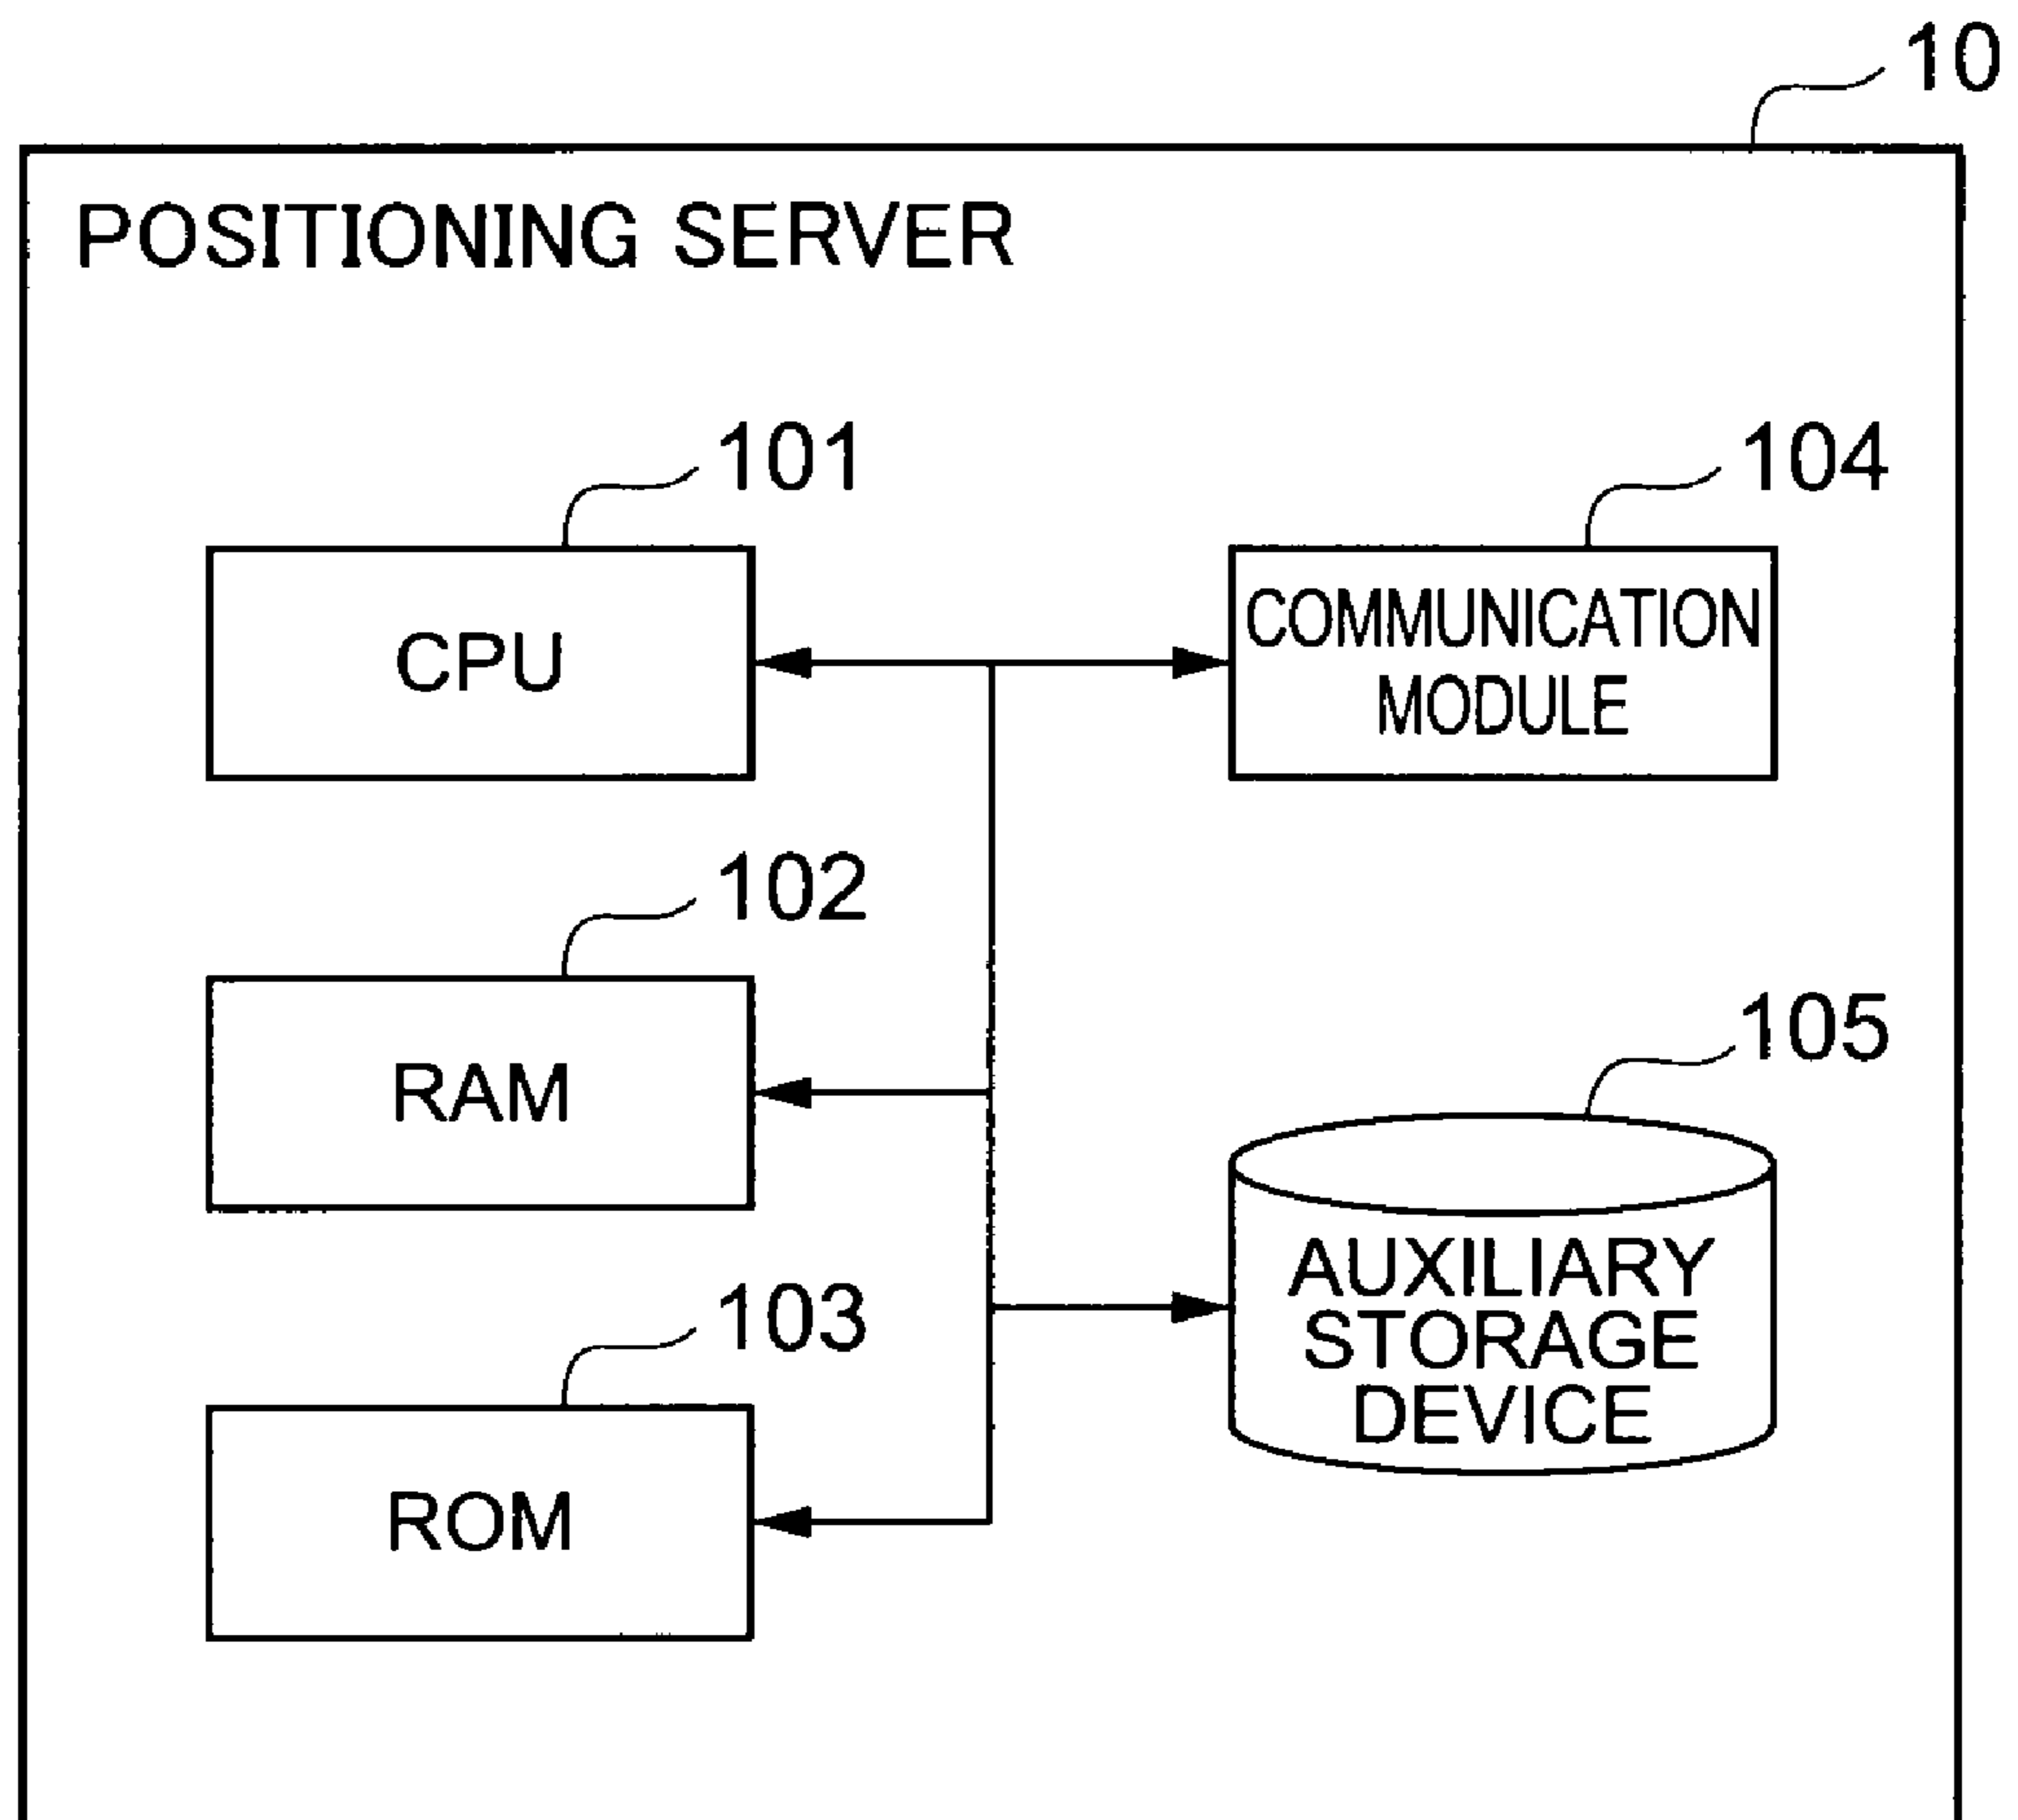 10
POSITIONING SERVER
101
CPU
104
COMMUNICATION
MODULE
102
RAM
105
AUXILIARY
STORAGE
DEVICE
103
ROM